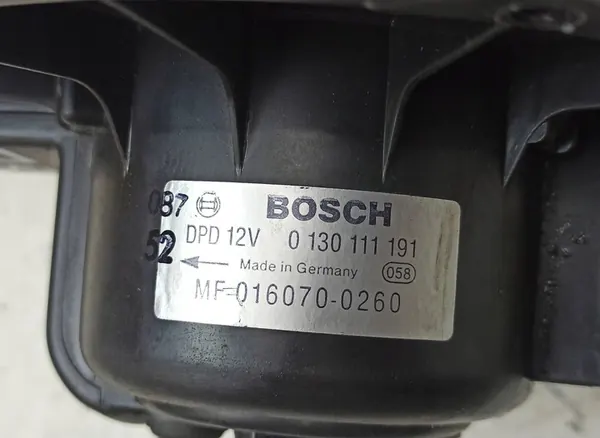 087 BOSCH
52 DPD 12V 0 130 111 191
Made in Germany 058
MF-016070-0260